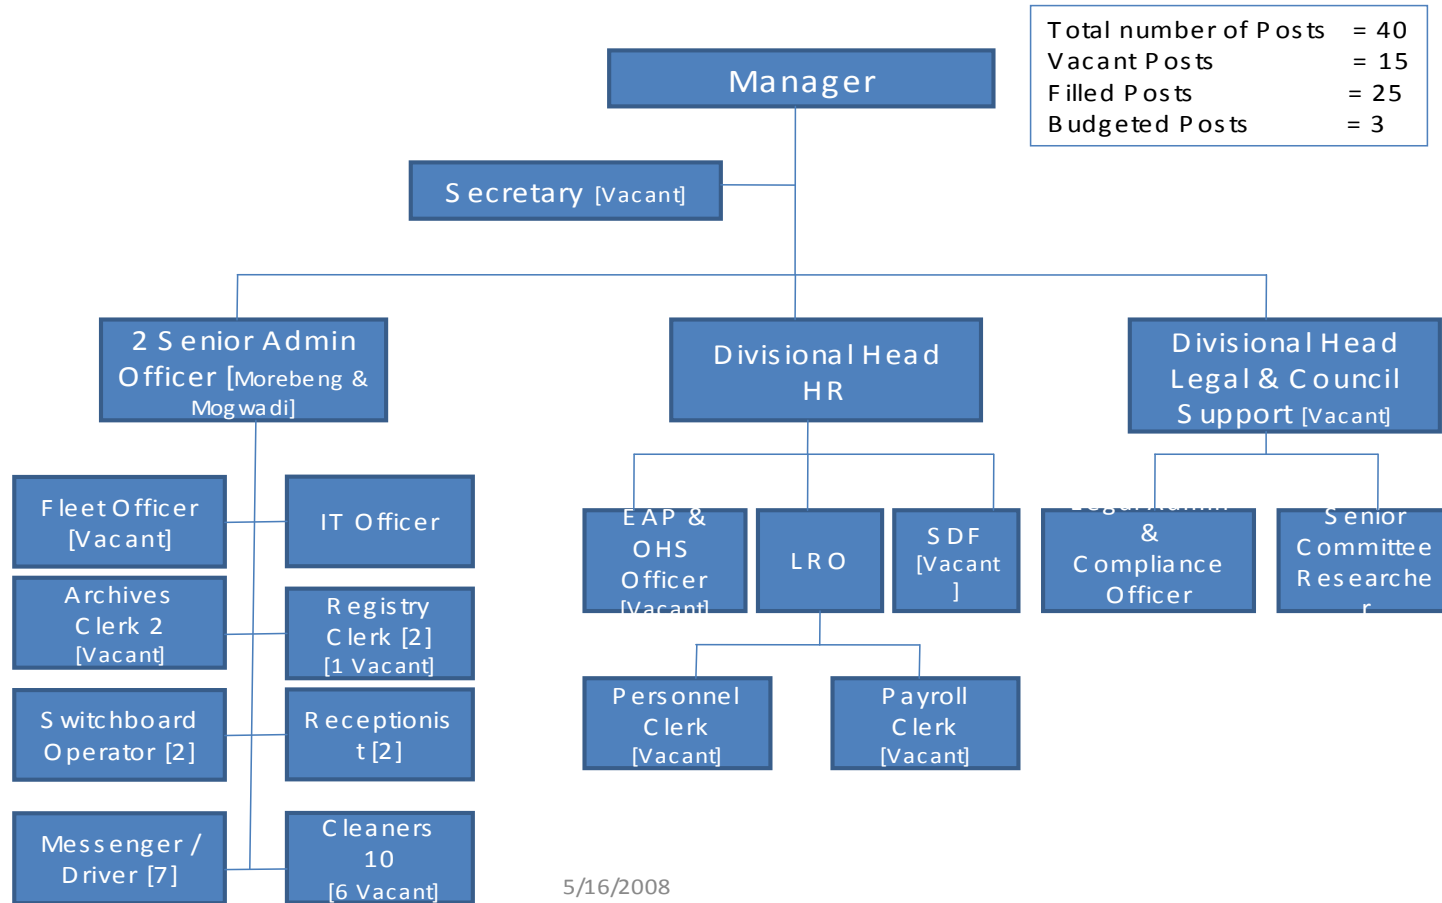 Total number of Posts = 40
Vacant Posts = 15
Filled Posts = 25
Budgeted Posts = 3
Manager
Secretary [Vacant]
2 Senior Admin
Officer [Morebeng &
Mogwadi]
Divisional Head
HR
Divisional Head
Legal & Council
Support [Vacant]
Fleet Officer
[Vacant]
IT Officer
EAP &
OHS
Officer
[Vacant]
LRO
SDF
[Vacant
]
Legal Admin
&
Compliance
Officer
Senior
Committee
Researche
r
Archives
Clerk 2
[Vacant]
Registry
Clerk [2]
[1 Vacant]
Personnel
Clerk
[Vacant]
Payroll
Clerk
[Vacant]
Switchboard
Operator [2]
Receptionis
t [2]
Messenger /
Driver [7]
Cleaners
10
[6 Vacant]
5/16/2008